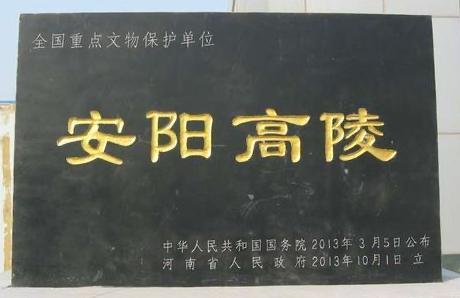 全国重点文物保护单位
安阳高陵
中华人民共和国国务院2013年3月5日公布
河南省人民政府2013年10月1日立